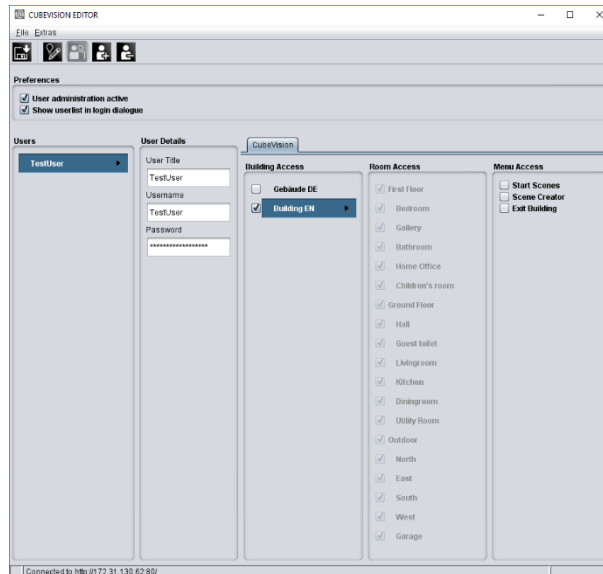 CUBEVISION EDITOR
File Extras
Preferences
User administration active
Show userlist in login dialogue
Users
TestUser
User Details
User Title
TestUser
Username
TestUser
Password
*****************
CubeVision
Building Access
Gebäude DE
Building EN
Room Access
First Floor
Bedroom
Gallery
Bathroom
Home Office
Children's room
Ground Floor
Hall
Guest toilet
Livingroom
Kitchen
Diningroom
Utility Room
Outdoor
North
East
South
West
Garage
Menu Access
Start Scenes
Scene Creator
Exit Building
Connected to http://172.31.130.62:80/